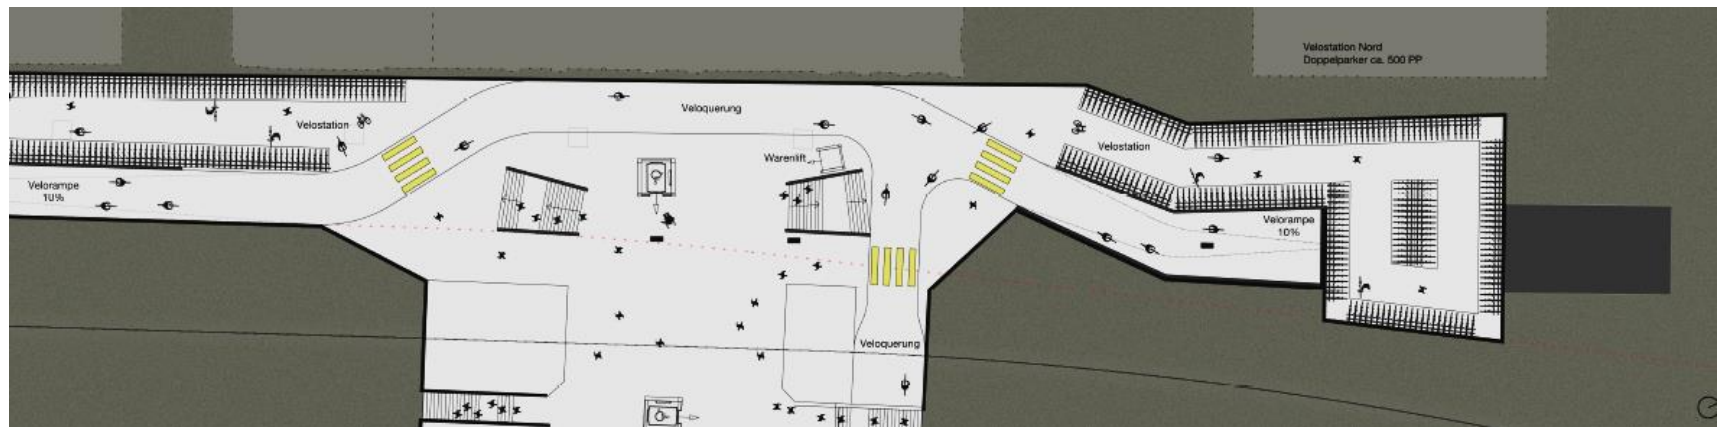 Velostation Nord
Doppelparker ca. 500 PP
Veloquerung
Velostation
Velostation
Warenlift
Velorampe
10%
Velorampe
10%
Veloquerung